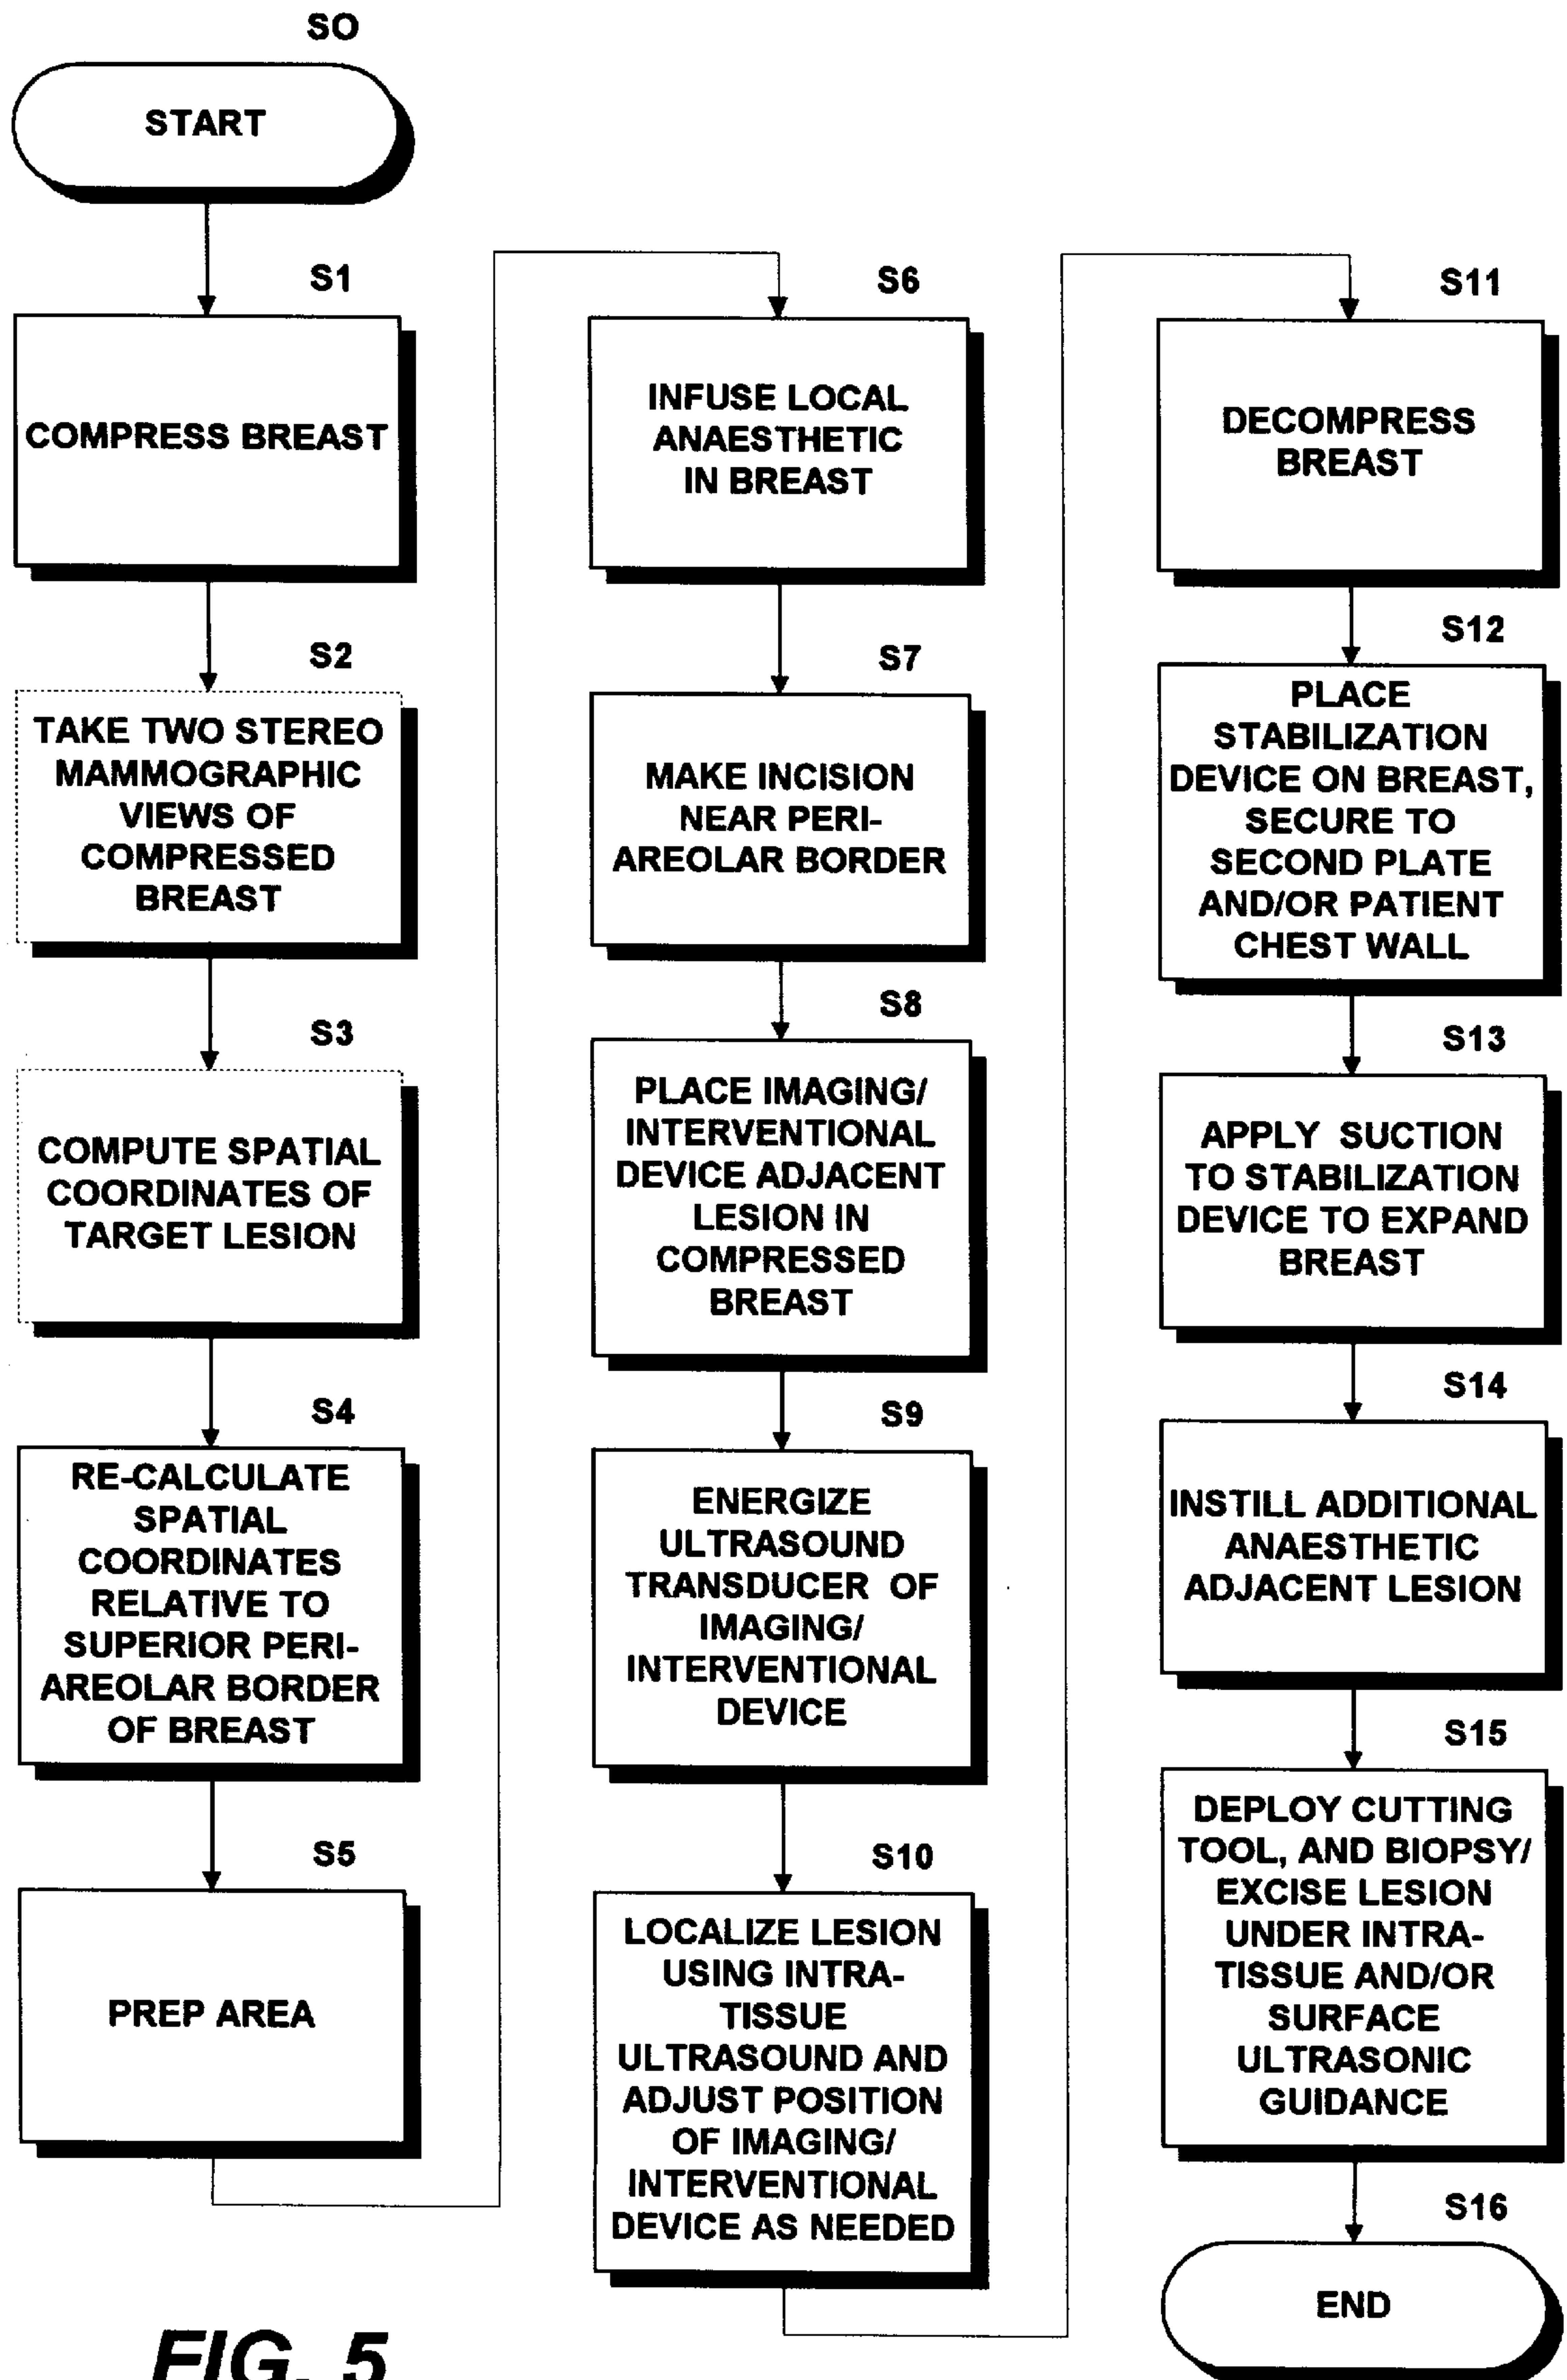 SO
START
S1
COMPRESS BREAST
S2
TAKE TWO STEREO
MAMMOGRAPHIC
VIEWS OF
COMPRESSED
BREAST
S3
COMPUTE SPATIAL
COORDINATES OF
TARGET LESION
S4
RE-CALCULATE
SPATIAL
COORDINATES
RELATIVE TO
SUPERIOR PERI-
AREOLAR BORDER
OF BREAST
S5
PREP AREA
S6
INFUSE LOCAL
ANAESTHETIC
IN BREAST
S7
MAKE INCISION
NEAR PERI-
AREOLAR BORDER
S8
PLACE IMAGING/
INTERVENTIONAL
DEVICE ADJACENT
LESION IN
COMPRESSED
BREAST
S9
ENERGIZE
ULTRASOUND
TRANSDUCER OF
IMAGING/
INTERVENTIONAL
DEVICE
S10
LOCALIZE LESION
USING INTRA-
TISSUE
ULTRASOUND AND
ADJUST POSITION
OF IMAGING/
INTERVENTIONAL
DEVICE AS NEEDED
S11
DECOMPRESS
BREAST
S12
PLACE
STABILIZATION
DEVICE ON BREAST,
SECURE TO
SECOND PLATE
AND/OR PATIENT
CHEST WALL
S13
APPLY SUCTION
TO STABILIZATION
DEVICE TO EXPAND
BREAST
S14
INSTILL ADDITIONAL
ANAESTHETIC
ADJACENT LESION
S15
DEPLOY CUTTING
TOOL, AND BIOPSY/
EXCISE LESION
UNDER INTRA-
TISSUE AND/OR
SURFACE
ULTRASONIC
GUIDANCE
S16
END
FIG. 5